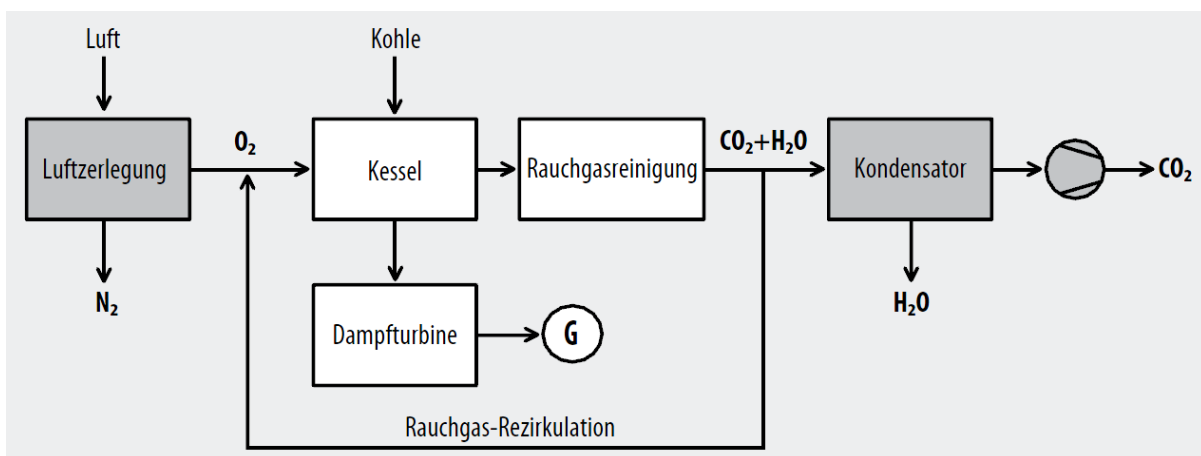 Luft
Kohle
Luftzerlegung
O₂
Kessel
Rauchgasreinigung
CO₂+H₂O
Kondensator
CO₂
N₂
Dampfturbine
G
H₂O
Rauchgas-Rezirkulation